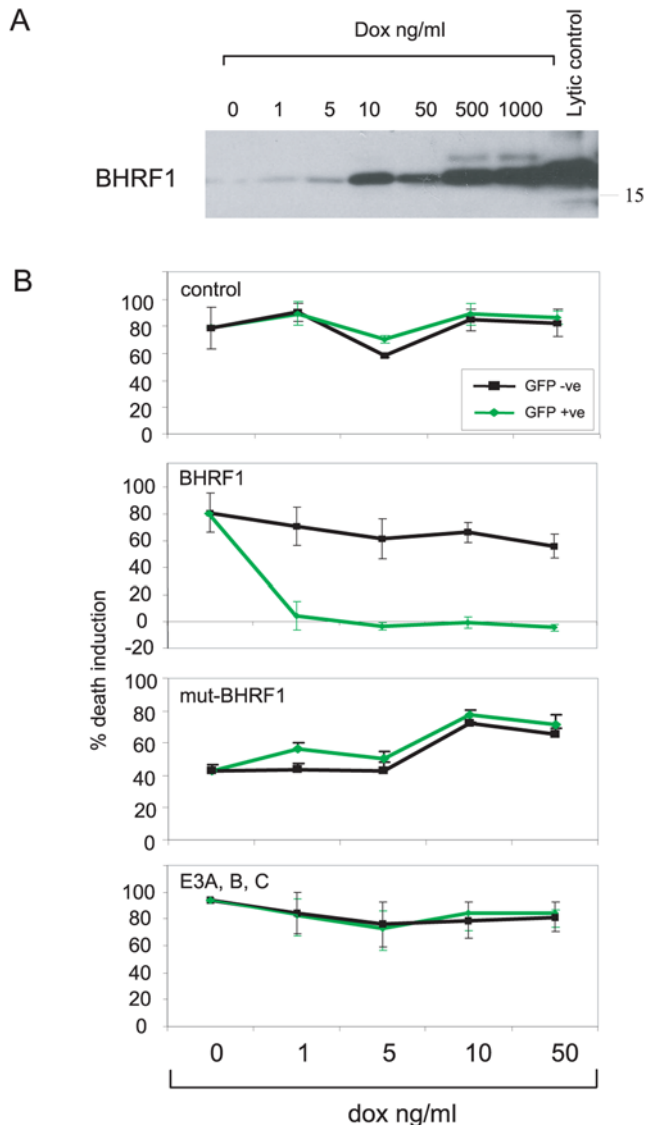 A
Dox ng/ml
0 1 5 10 50 500 1000 Lytic control
BHRF1
15
B
% death induction
control
100
80
60
40
20
0
GFP -ve
GFP +ve
BHRF1
100
80
60
40
20
0
-20
mut-BHRF1
100
80
60
40
20
0
E3A, B, C
100
80
60
40
20
0
0 1 5 10 50
dox ng/ml